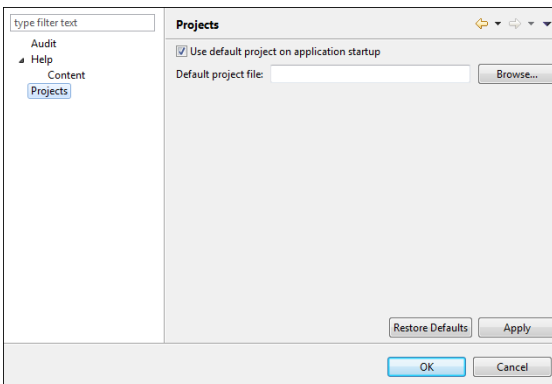 type filter text
Audit
Help
Content
Projects
Projects
Use default project on application startup
Default project file:
Browse...
Restore Defaults
Apply
OK
Cancel